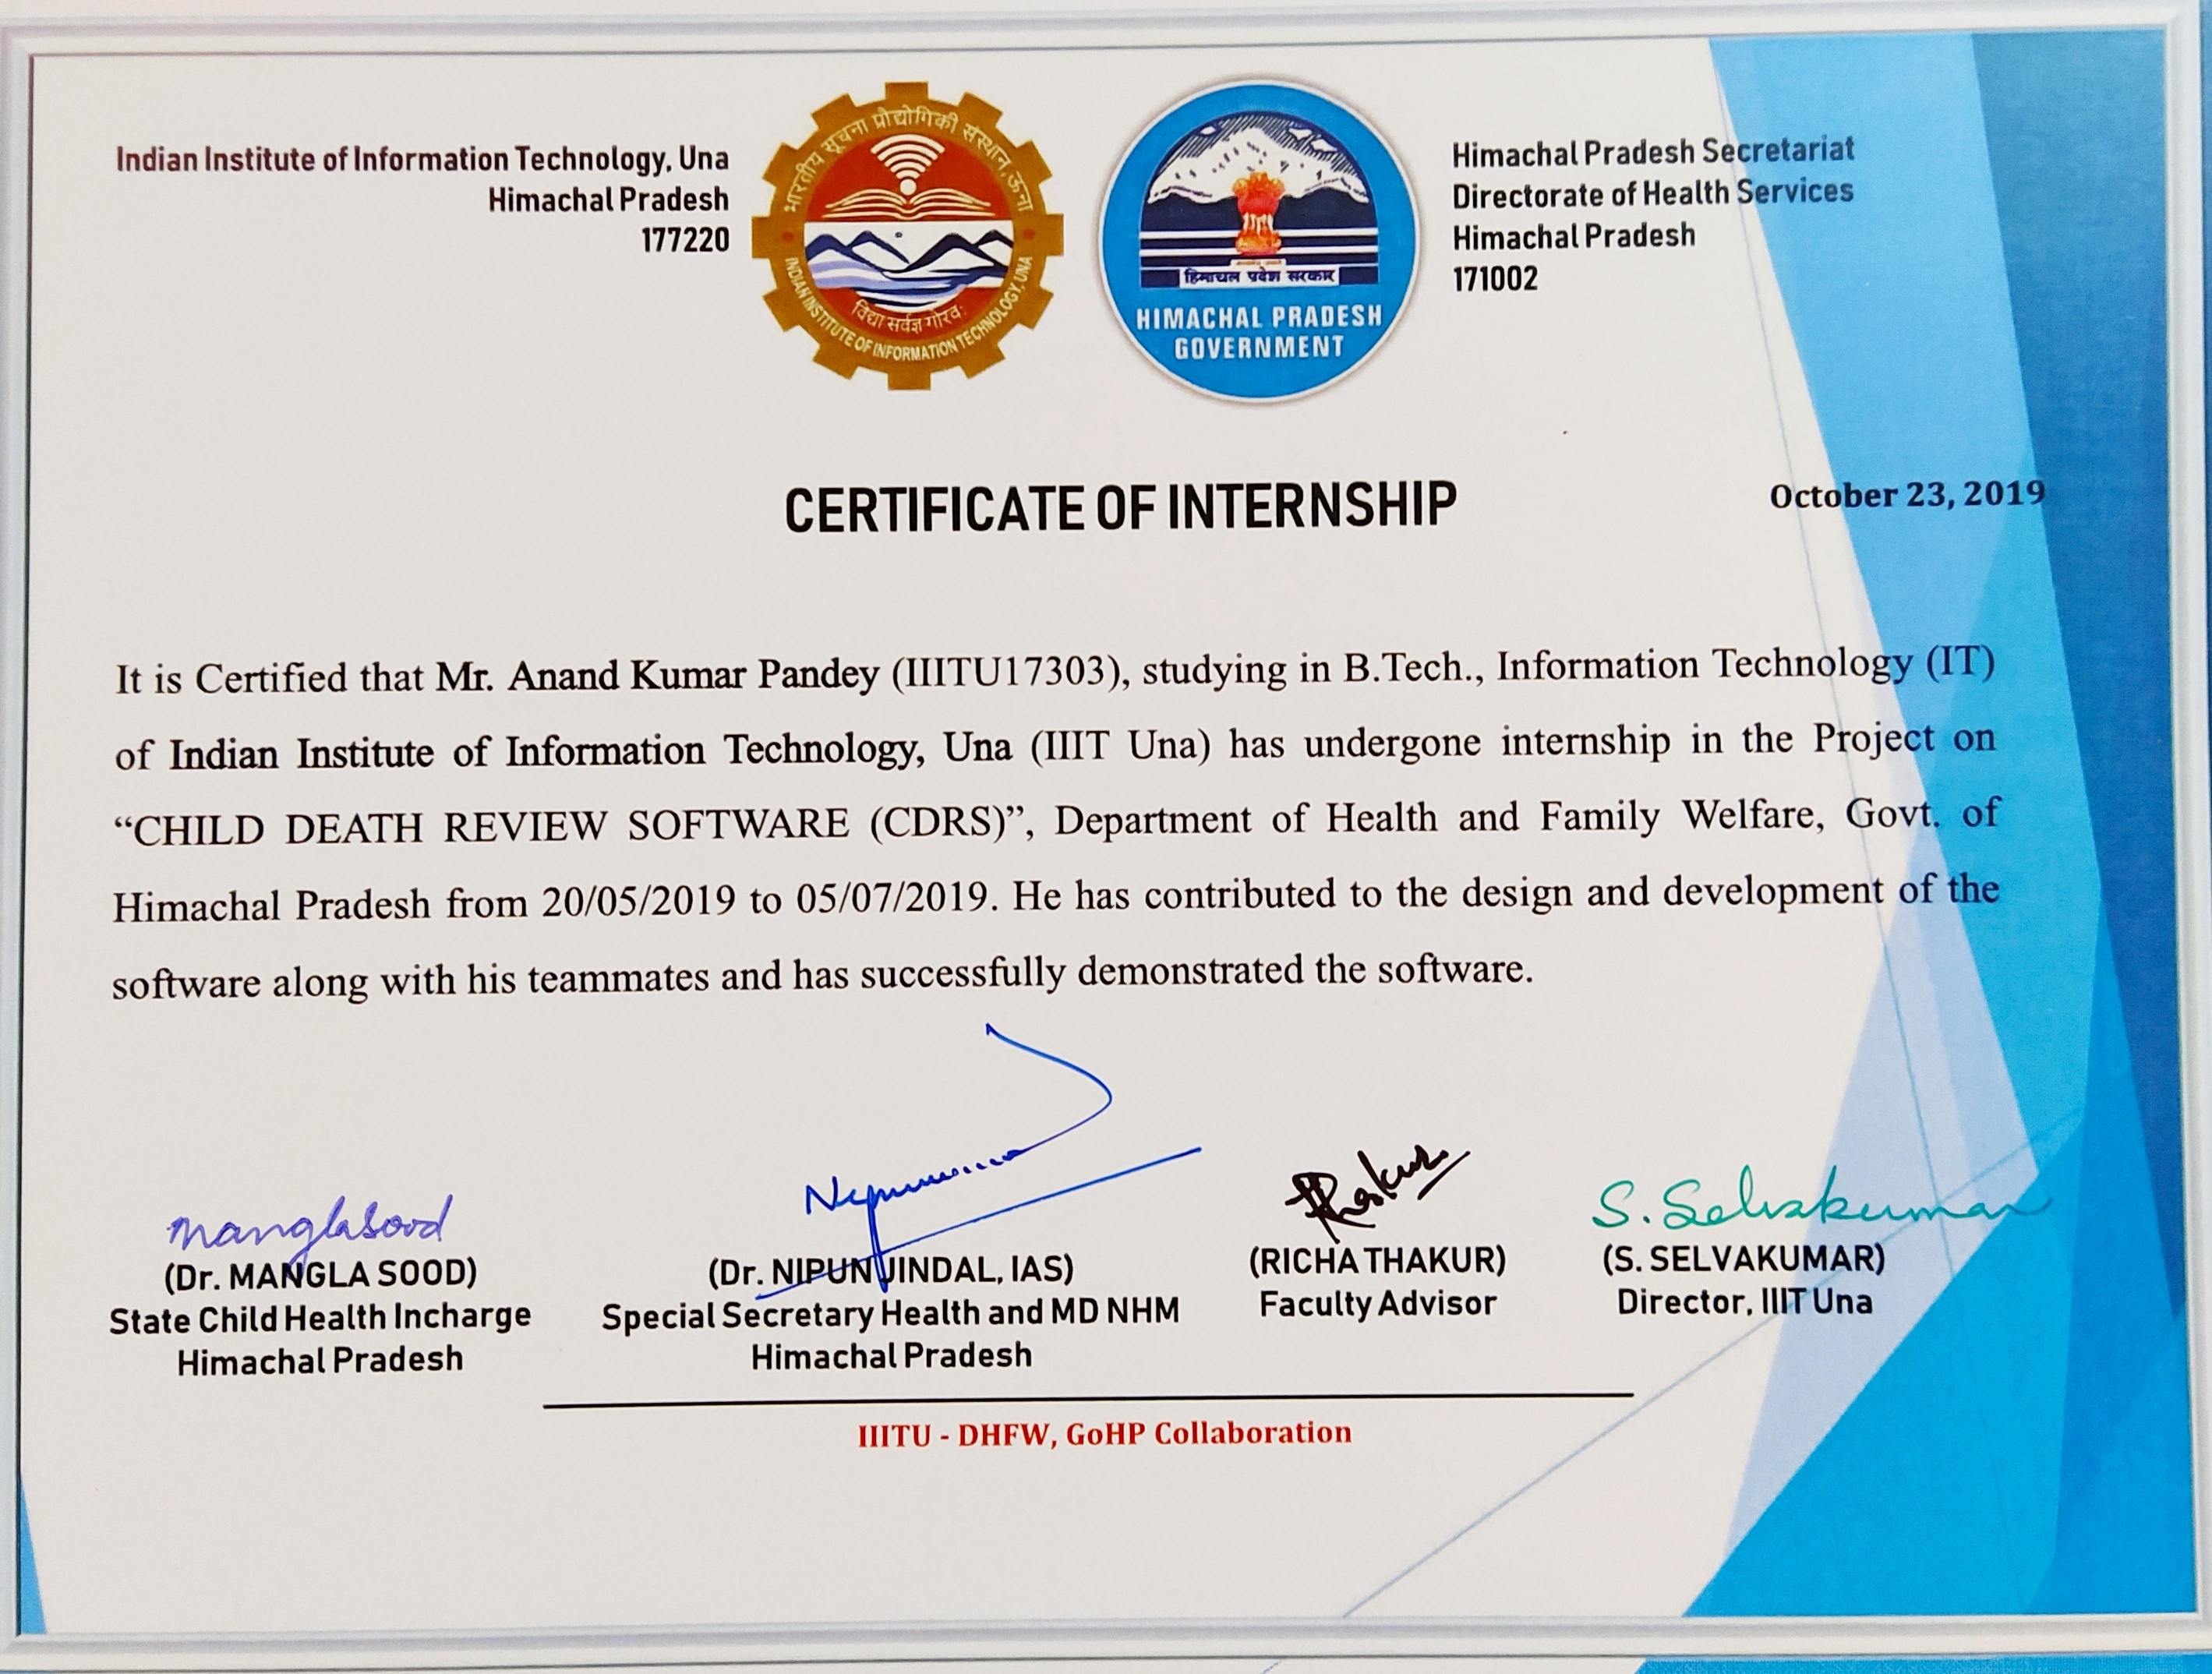 Indian Institute of Information Technology, Una
Himachal Pradesh
177220
भारतीय सूचना प्रौद्योगिकी संस्थान, ऊना
विद्या सर्वज्ञ गौरवः
INDIAN INSTITUTE OF INFORMATION TECHNOLOGY, UNA
हिमाचल प्रदेश सरकार
HIMACHAL PRADESH
GOVERNMENT
Himachal Pradesh Secretariat
Directorate of Health Services
Himachal Pradesh
171002
CERTIFICATE OF INTERNSHIP
October 23, 2019
It is Certified that Mr. Anand Kumar Pandey (IIITU17303), studying in B.Tech., Information Technology (IT)
of Indian Institute of Information Technology, Una (IIIT Una) has undergone internship in the Project on
“CHILD DEATH REVIEW SOFTWARE (CDRS)”, Department of Health and Family Welfare, Govt. of
Himachal Pradesh from 20/05/2019 to 05/07/2019. He has contributed to the design and development of the
software along with his teammates and has successfully demonstrated the software.
manglasood
(Dr. MANGLA SOOD)
State Child Health Incharge
Himachal Pradesh
(Dr. NIPUN JINDAL, IAS)
Special Secretary Health and MD NHM
Himachal Pradesh
RThakur
(RICHA THAKUR)
Faculty Advisor
S. Selvakumar
(S. SELVAKUMAR)
Director, IIIT Una
IIITU - DHFW, GoHP Collaboration